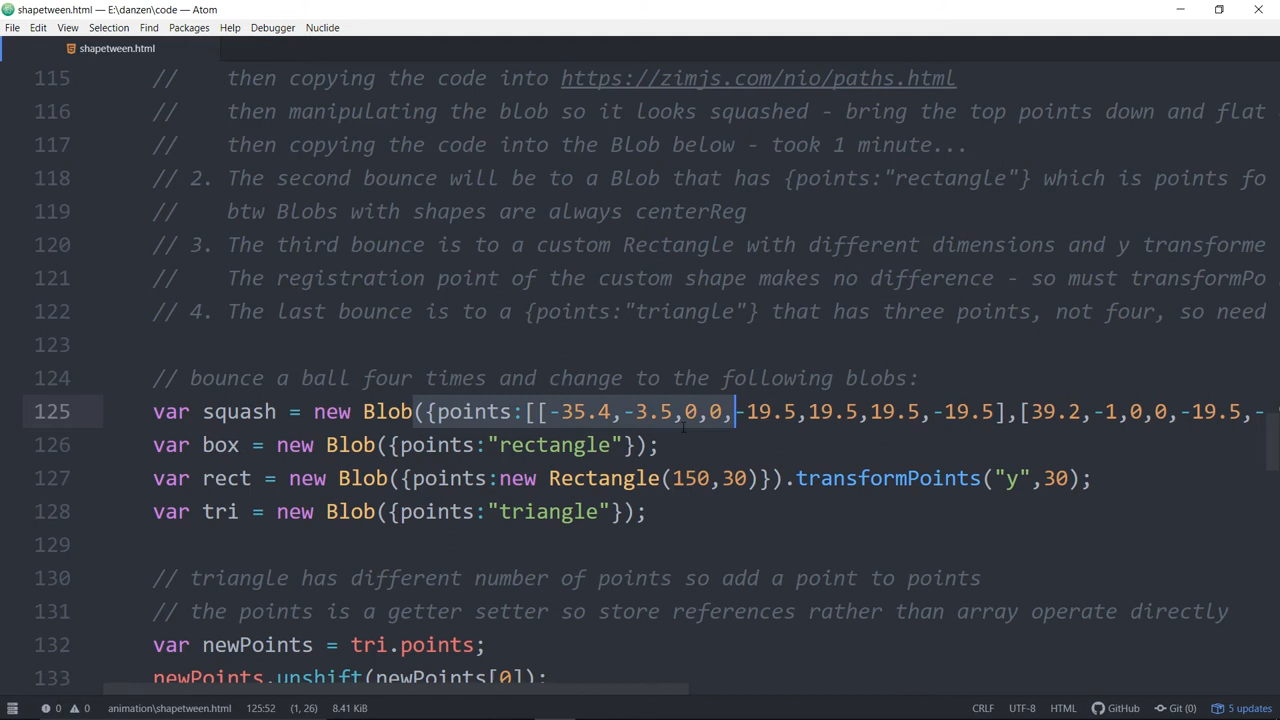 shapetween.html — E:\danzen\code — Atom
File Edit View Selection Find Packages Help Debugger Nuclide
shapetween.html
115 // then copying the code into https://zimjs.com/nio/paths.html
116 // then manipulating the blob so it looks squashed - bring the top points down and flat
117 // then copying the code into the Blob below - took 1 minute...
118 // 2. The second bounce will be to a Blob that has {points:"rectangle"} which is points fo
119 // btw Blobs with shapes are always centerReg
120 // 3. The third bounce is to a custom Rectangle with different dimensions and y transforme
121 // The registration point of the custom shape makes no difference - so must transformPo
122 // 4. The last bounce is to a {points:"triangle"} that has three points, not four, so need
123
124 // bounce a ball four times and change to the following blobs:
125 var squash = new Blob({points:[[-35.4,-3.5,0,0,-19.5,19.5,19.5,-19.5],[39.2,-1,0,0,-19.5,-
126 var box = new Blob({points:"rectangle"});
127 var rect = new Blob({points:new Rectangle(150,30)}).transformPoints("y",30);
128 var tri = new Blob({points:"triangle"});
129
130 // triangle has different number of points so add a point to points
131 // the points is a getter setter so store references rather than array operate directly
132 var newPoints = tri.points;
133 newPoints.unshift(newPoints[0]);
0 0 animation\shapetween.html 125:52 (1, 26) 8.41 KiB CRLF UTF-8 HTML GitHub Git (0) 5 updates